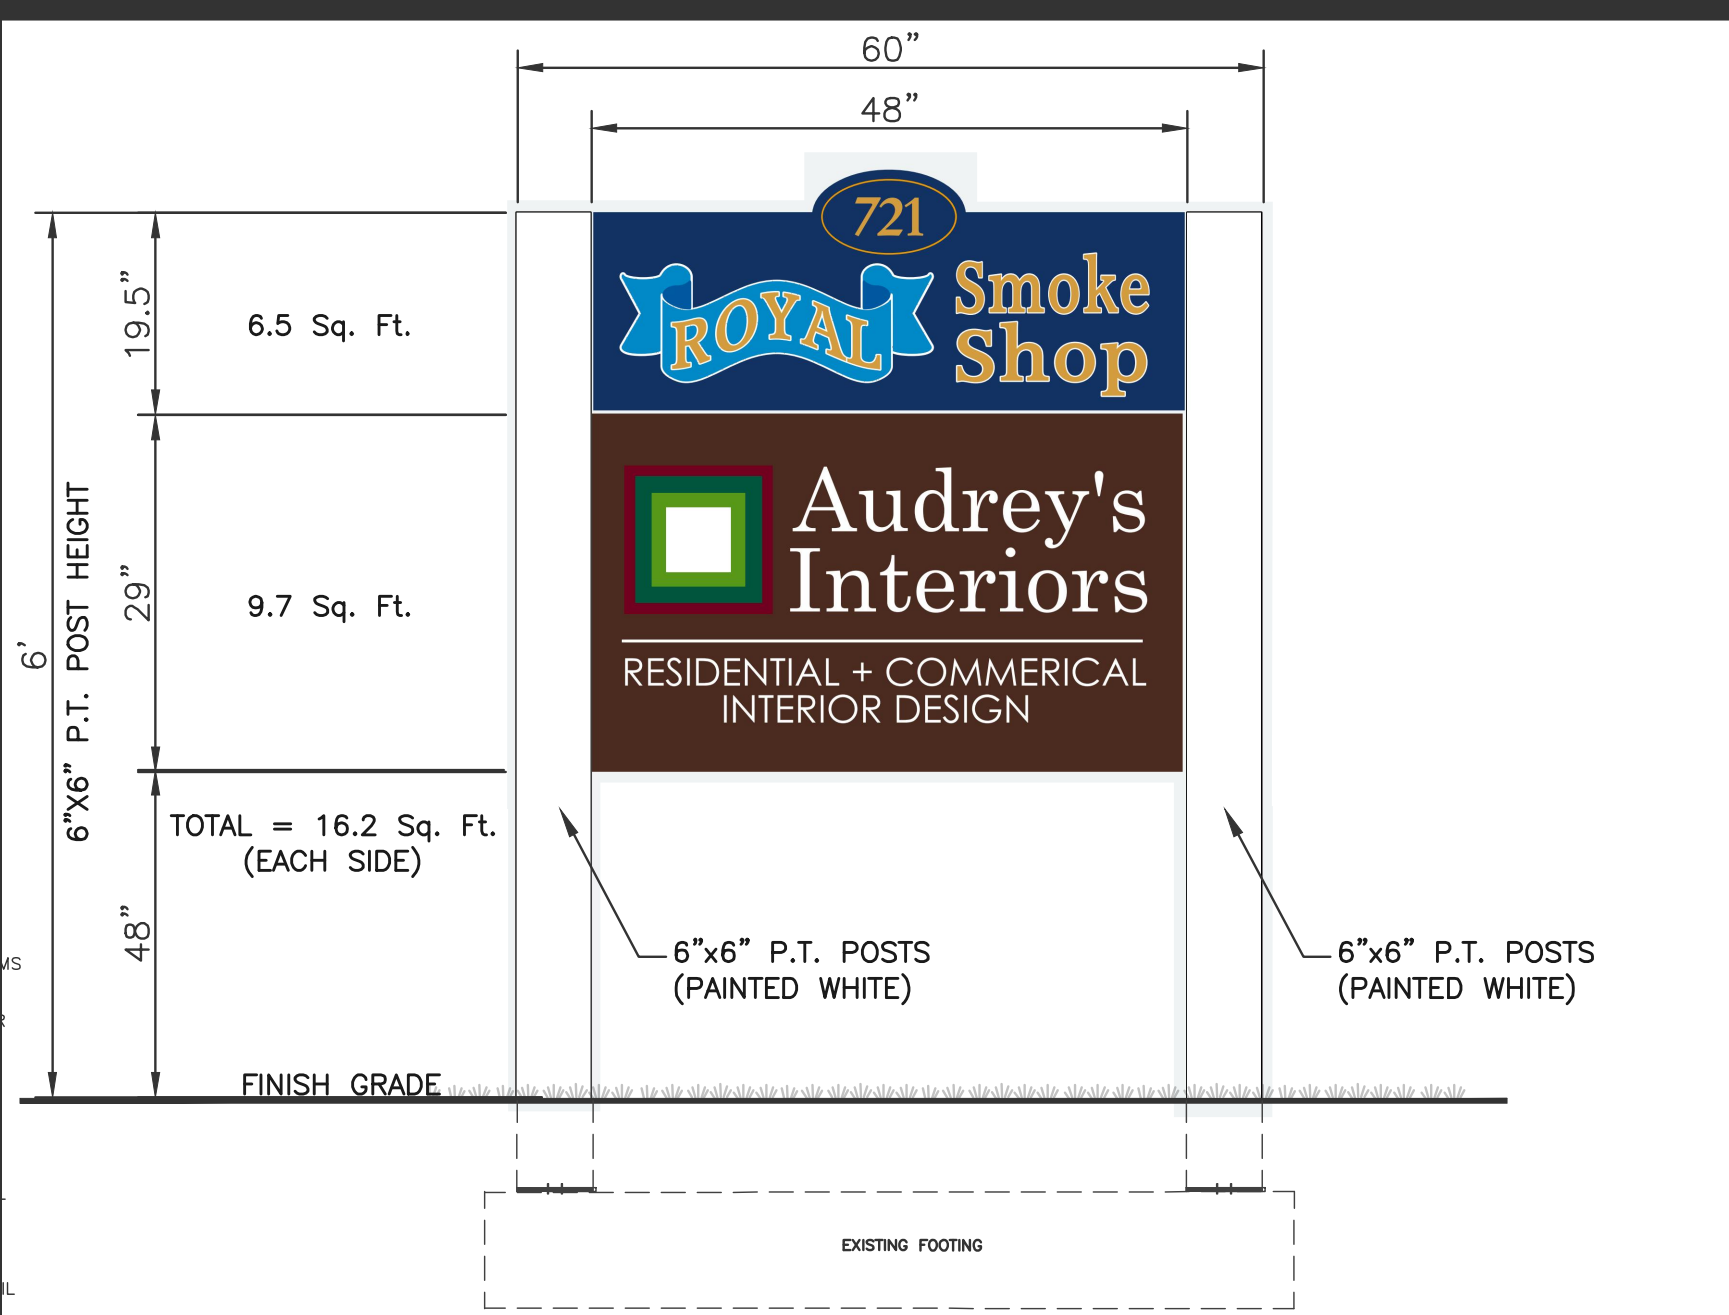 60”
48”
721
ROYAL
Smoke
Shop
19.5”
6.5 Sq. Ft.
Audrey's
Interiors
RESIDENTIAL + COMMERICAL
INTERIOR DESIGN
29”
9.7 Sq. Ft.
6'
6”X6” P.T. POST HEIGHT
TOTAL = 16.2 Sq. Ft.
(EACH SIDE)
48”
6”x6” P.T. POSTS
(PAINTED WHITE)
6”x6” P.T. POSTS
(PAINTED WHITE)
MS
FINISH GRADE
EXISTING FOOTING
IL